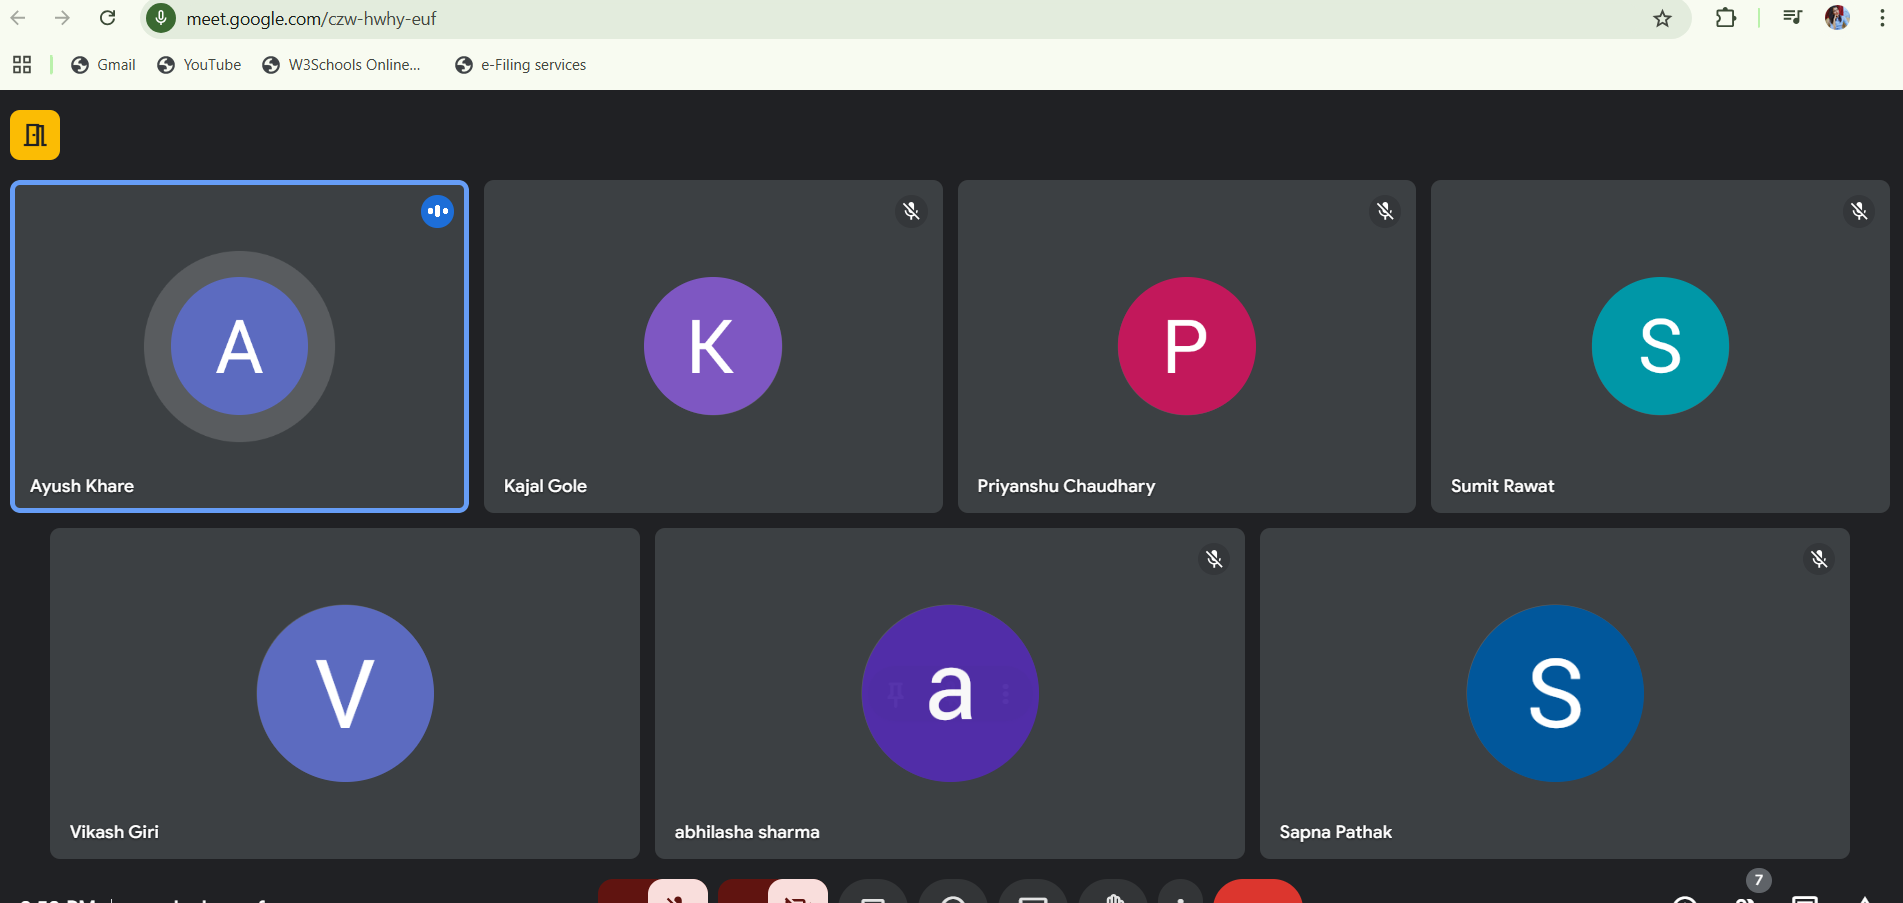 meet.google.com/czw-hwhy-euf
Gmail YouTube W3Schools Online... e-Filing services
A K P S
Ayush Khare Kajal Gole Priyanshu Chaudhary Sumit Rawat
V a S
Vikash Giri abhilasha sharma Sapna Pathak
7